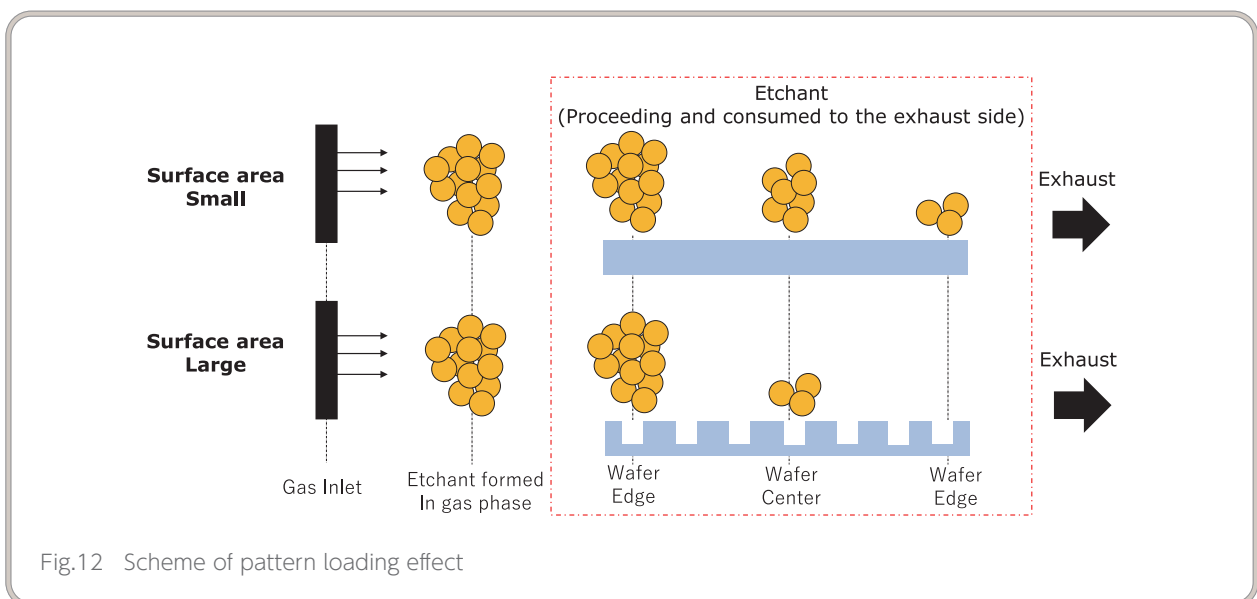 Etchant
(Proceeding and consumed to the exhaust side)
Surface area
Small
Exhaust
Surface area
Large
Exhaust
Gas Inlet
Etchant formed
In gas phase
Wafer
Edge
Wafer
Center
Wafer
Edge
Fig.12 Scheme of pattern loading effect